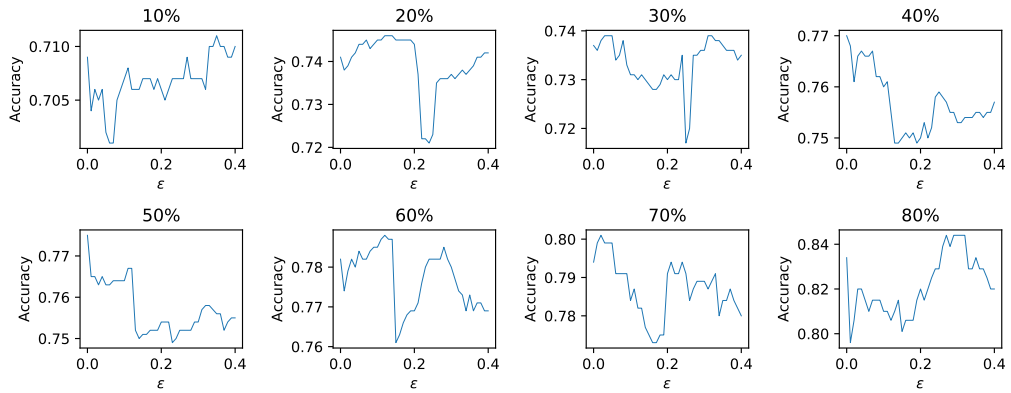 10% 20% 30% 40%
Accuracy 0.710 0.705 0.0 0.2 0.4 ε
Accuracy 0.74 0.73 0.72 0.0 0.2 0.4 ε
Accuracy 0.74 0.73 0.72 0.0 0.2 0.4 ε
Accuracy 0.77 0.76 0.75 0.0 0.2 0.4 ε
50% 60% 70% 80%
Accuracy 0.77 0.76 0.75 0.0 0.2 0.4 ε
Accuracy 0.78 0.77 0.76 0.0 0.2 0.4 ε
Accuracy 0.80 0.79 0.78 0.0 0.2 0.4 ε
Accuracy 0.84 0.82 0.80 0.0 0.2 0.4 ε